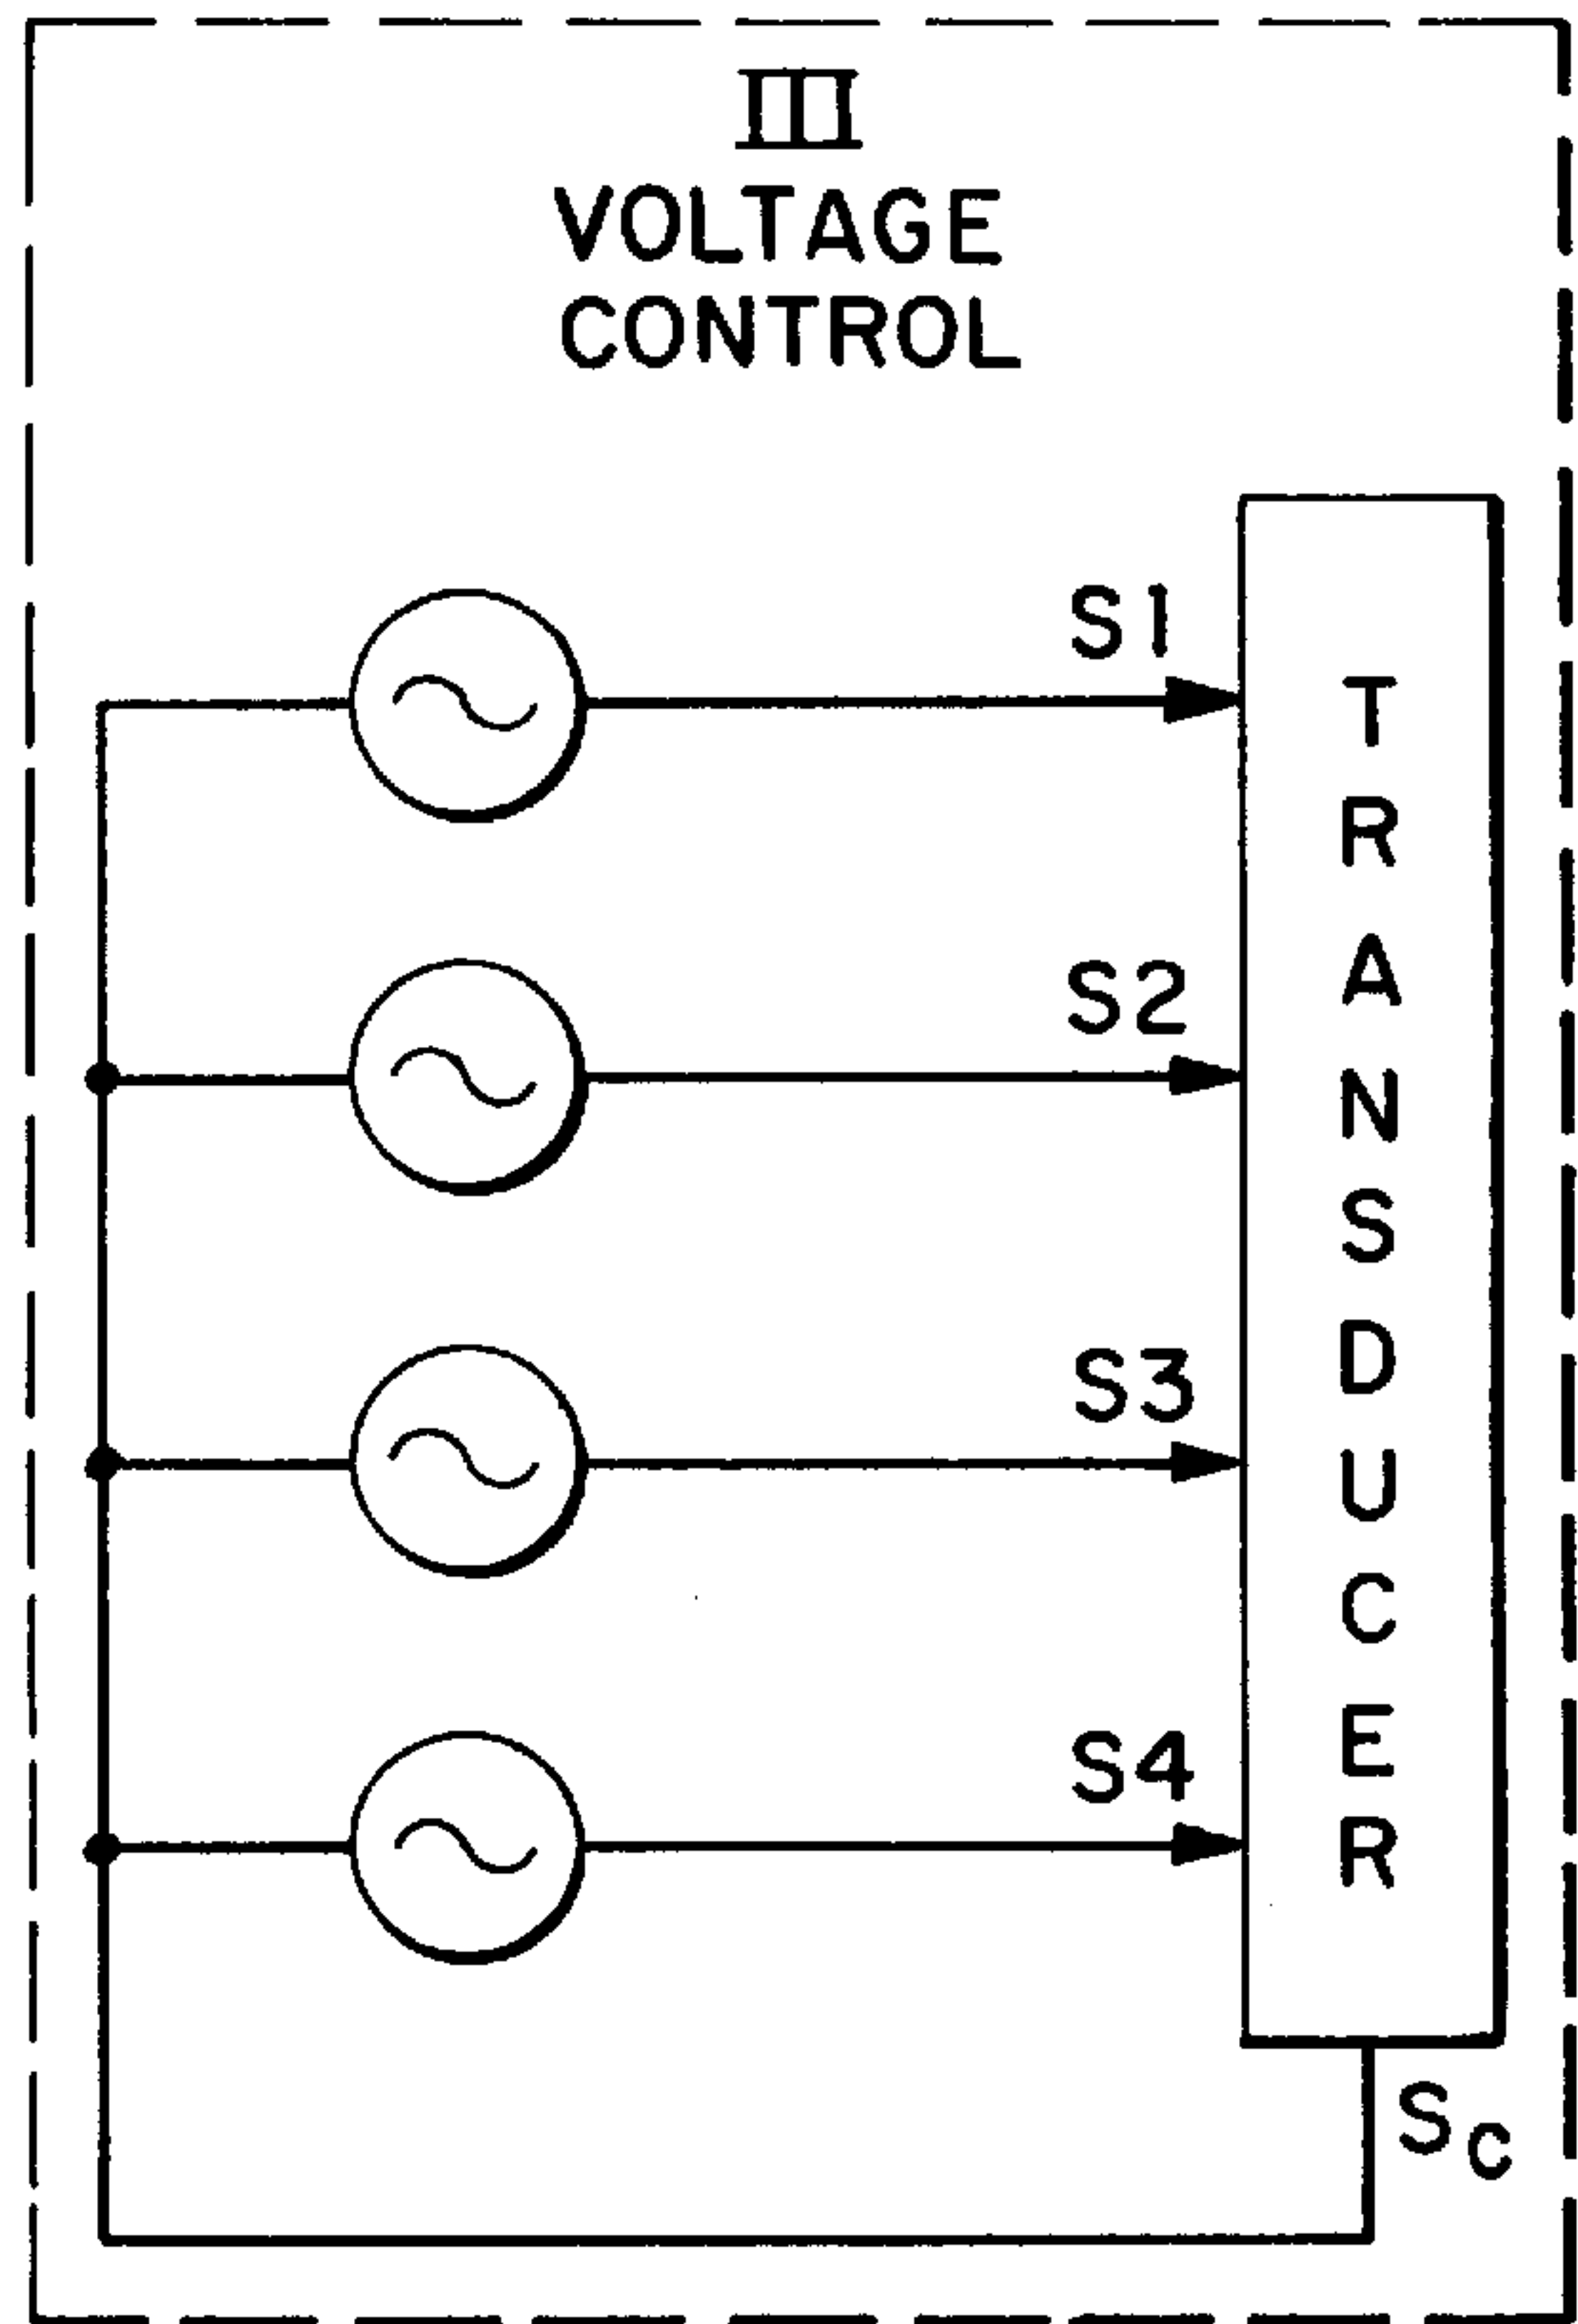 III
VOLTAGE
CONTROL
S1
S2
S3
S4
TRANSDUCER
Sc